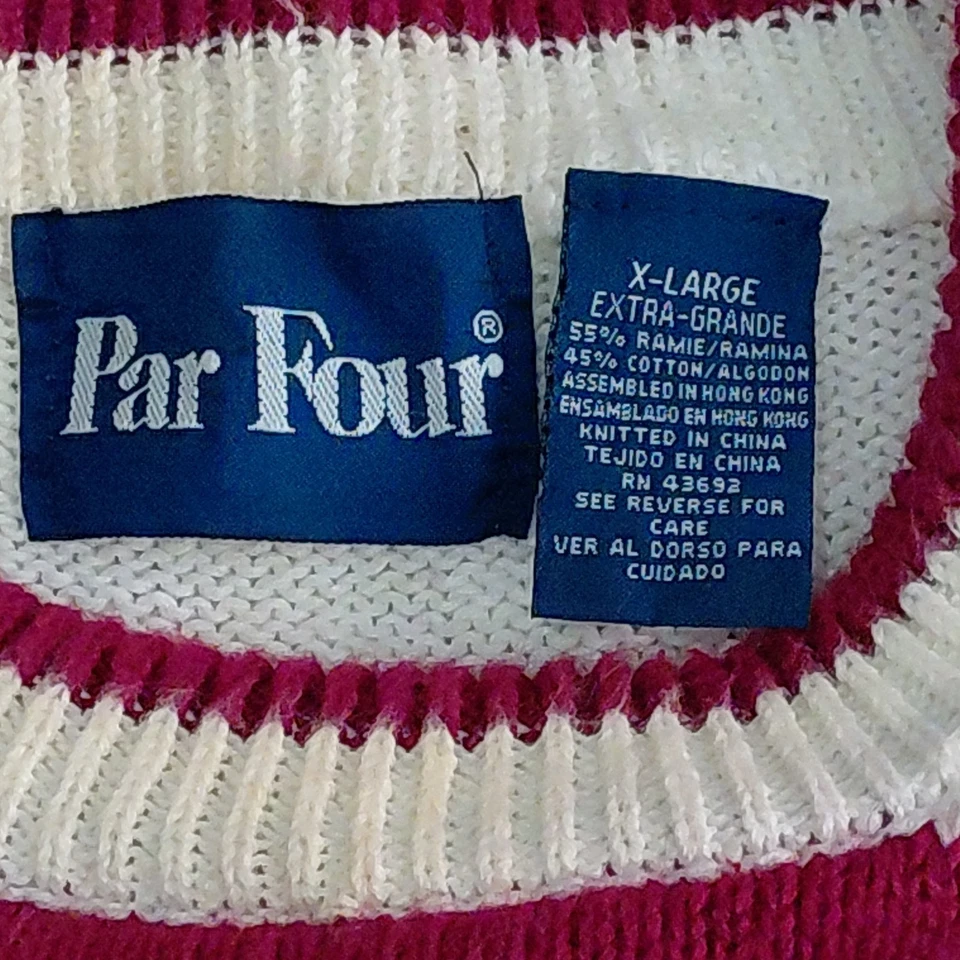 Par Four®
X-LARGE
EXTRA-GRANDE
55% RAMIE/RAMINA
45% COTTON/ALGODON
ASSEMBLED IN HONG KONG
ENSAMBLADO EN HONG KONG
KNITTED IN CHINA
TEJIDO EN CHINA
RN 43692
SEE REVERSE FOR
CARE
VER AL DORSO PARA
CUIDADO